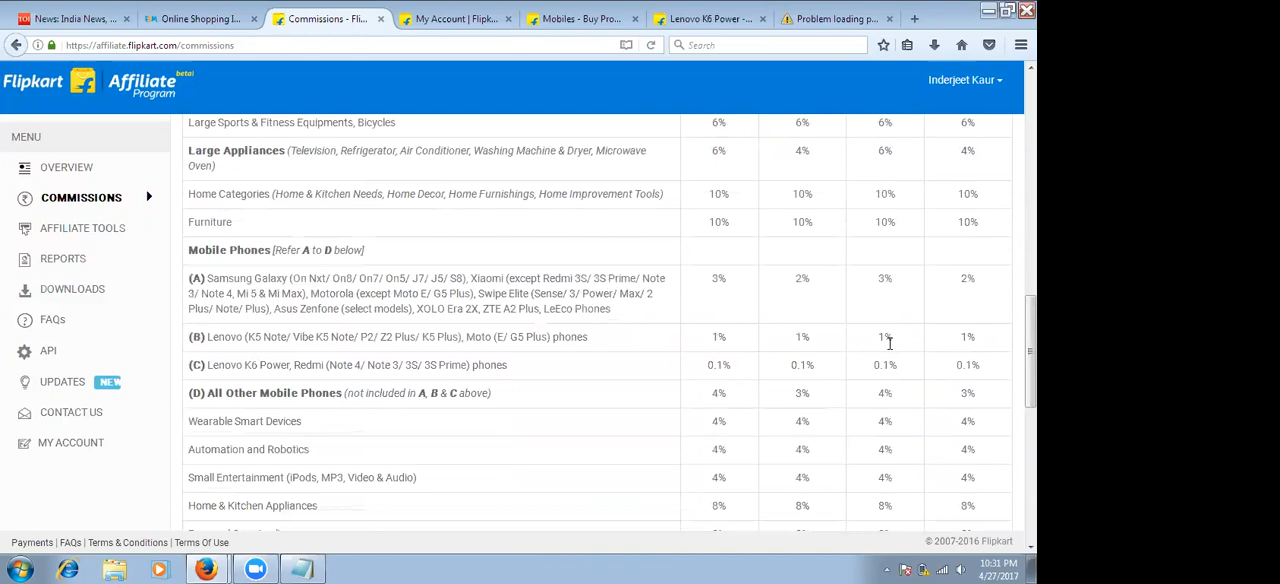 News: India News, ...
Online Shopping I...
Commissions - Fli...
My Account | Flipk...
Mobiles - Buy Pro...
Lenovo K6 Power -...
Problem loading p...
https://affiliate.flipkart.com/commissions
Search
Flipkart Affiliate Program beta
Inderjeet Kaur
MENU
OVERVIEW
COMMISSIONS
AFFILIATE TOOLS
REPORTS
DOWNLOADS
FAQs
API
UPDATES NEW
CONTACT US
MY ACCOUNT
Large Sports & Fitness Equipments, Bicycles 6% 6% 6% 6%
Large Appliances (Television, Refrigerator, Air Conditioner, Washing Machine & Dryer, Microwave 6% 4% 6% 4%
Oven)
Home Categories (Home & Kitchen Needs, Home Decor, Home Furnishings, Home Improvement Tools) 10% 10% 10% 10%
Furniture 10% 10% 10% 10%
Mobile Phones [Refer A to D below]
(A) Samsung Galaxy (On Nxt/ On8/ On7/ On5/ J7/ J5/ S8), Xiaomi (except Redmi 3S/ 3S Prime/ Note 3% 2% 3% 2%
3/ Note 4, Mi 5 & Mi Max), Motorola (except Moto E/ G5 Plus), Swipe Elite (Sense/ 3/ Power/ Max/ 2
Plus/ Note/ Plus), Asus Zenfone (select models), XOLO Era 2X, ZTE A2 Plus, LeEco Phones
(B) Lenovo (K5 Note/ Vibe K5 Note/ P2/ Z2 Plus/ K5 Plus), Moto (E/ G5 Plus) phones 1% 1% 1% 1%
(C) Lenovo K6 Power, Redmi (Note 4/ Note 3/ 3S/ 3S Prime) phones 0.1% 0.1% 0.1% 0.1%
(D) All Other Mobile Phones (not included in A, B & C above) 4% 3% 4% 3%
Wearable Smart Devices 4% 4% 4% 4%
Automation and Robotics 4% 4% 4% 4%
Small Entertainment (iPods, MP3, Video & Audio) 4% 4% 4% 4%
Home & Kitchen Appliances 8% 8% 8% 8%
Payments | FAQs | Terms & Conditions | Terms Of Use
© 2007-2016 Flipkart
10:31 PM
4/27/2017